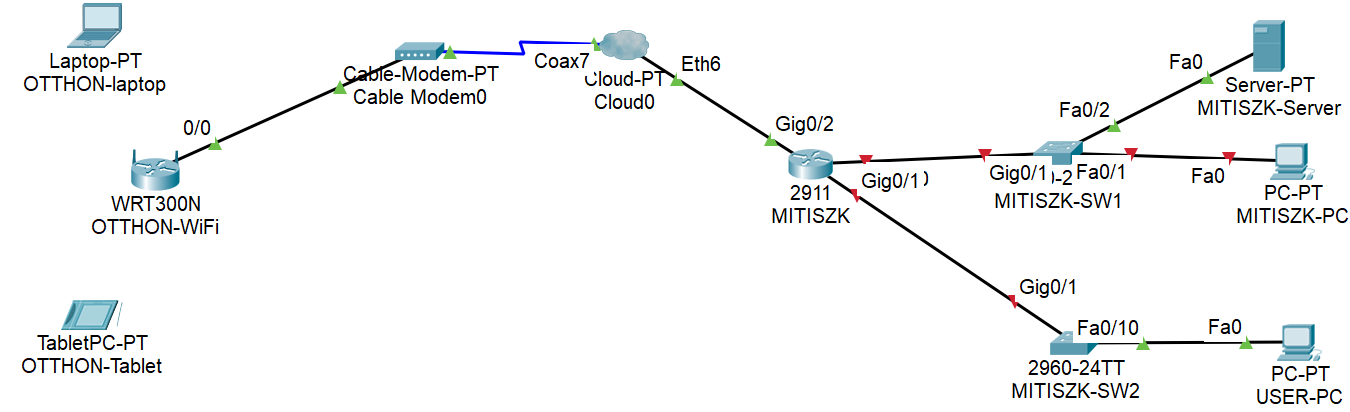 Laptop-PT
OTTHON-laptop
Cable-Modem-PT
Cable Modem0
Coax7
Cloud-PT
Cloud0
Eth6
0/0
WRT300N
OTTHON-WiFi
TabletPC-PT
OTTHON-Tablet
Gig0/2
2911
MITISZK
Gig0/1
Gig0/1
Fa0/1
Fa0/2
MITISZK-SW1
Fa0
Server-PT
MITISZK-Server
Fa0
PC-PT
MITISZK-PC
Gig0/1
Fa0/10
2960-24TT
MITISZK-SW2
Fa0
PC-PT
USER-PC